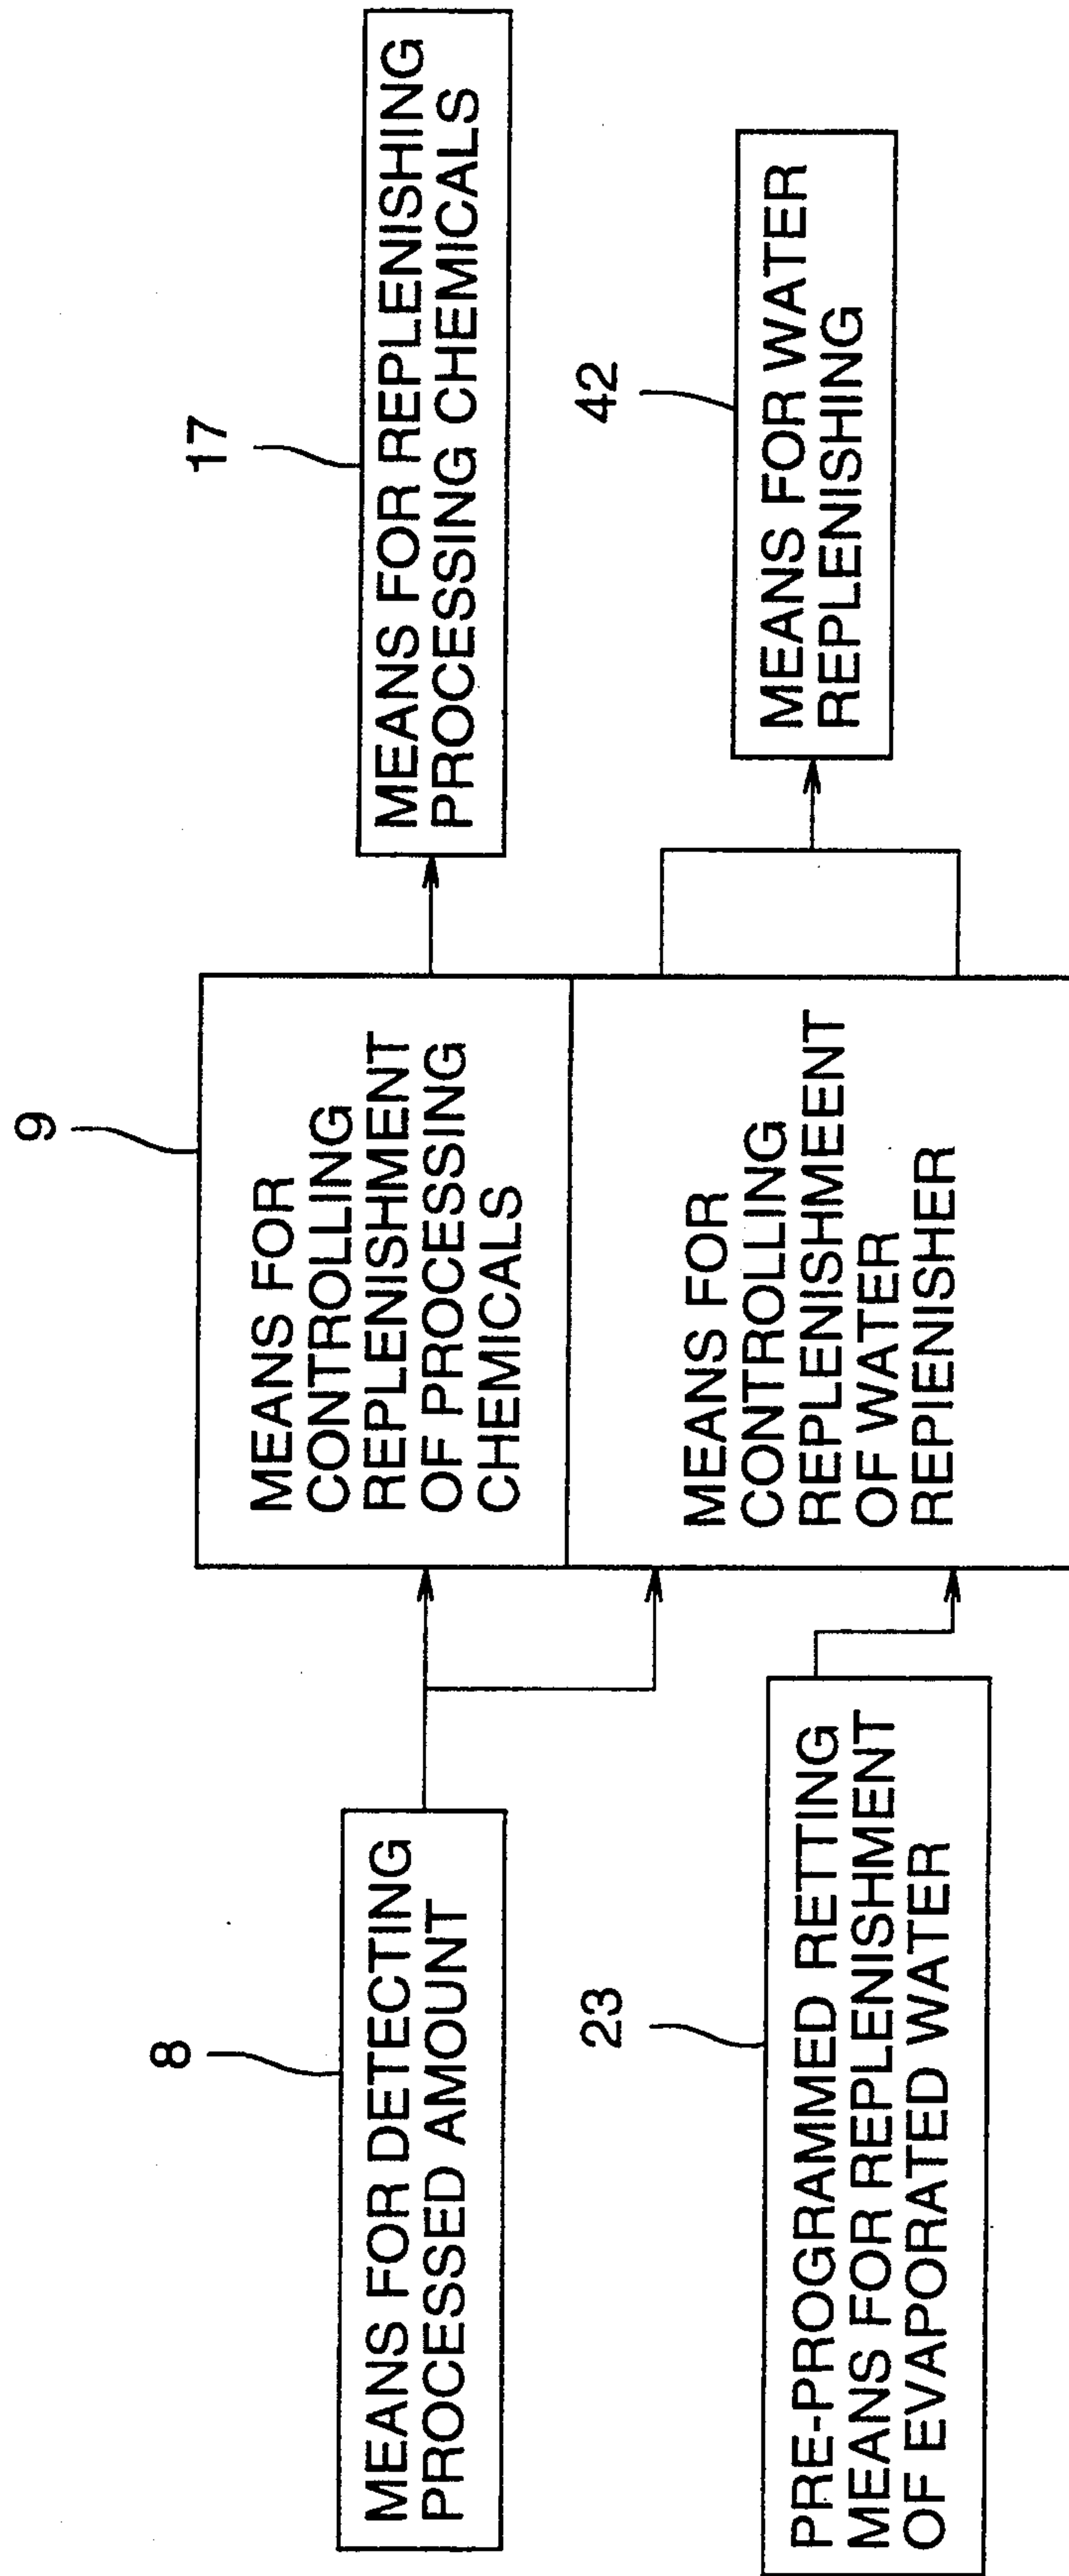 8
MEANS FOR DETECTING
PROCESSED AMOUNT
23
PRE-PROGRAMMED RETTING
MEANS FOR REPLENISHMENT
OF EVAPORATED WATER
9
MEANS FOR
CONTROLLING
REPLENISHMENT
OF PROCESSING
CHEMICALS
MEANS FOR
CONTROLLING
REPLENISHMEENT
OF WATER
REPIENISHER
17
MEANS FOR REPLENISHING
PROCESSING CHEMICALS
42
MEANS FOR WATER
REPLENISHING